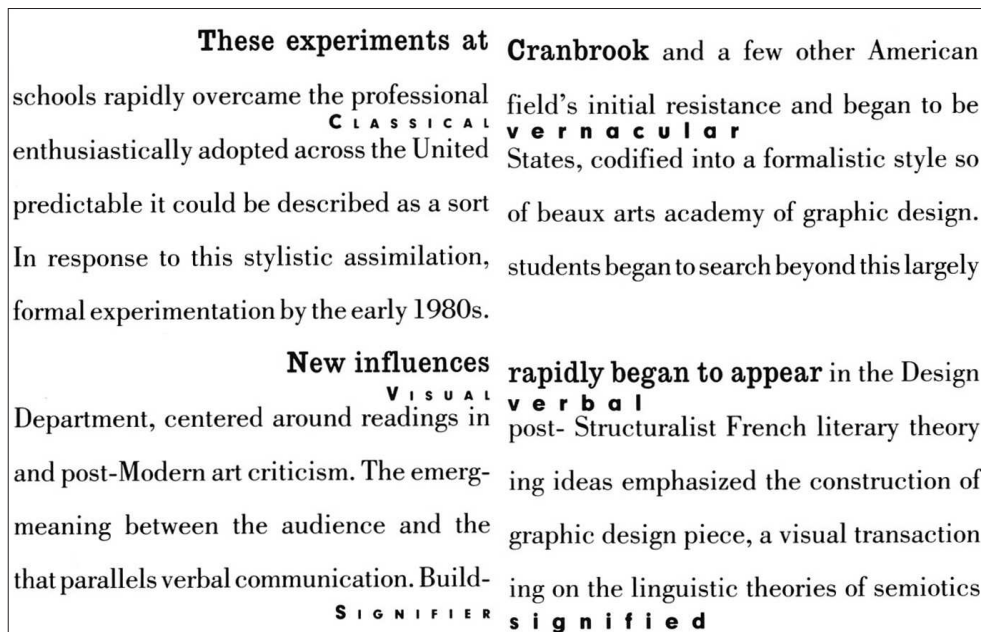 These experiments at Cranbrook and a few other American
schools rapidly overcame the professional field's initial resistance and began to be
CLASSICAL vernacular
enthusiastically adopted across the United States, codified into a formalistic style so
predictable it could be described as a sort of beaux arts academy of graphic design.
In response to this stylistic assimilation, students began to search beyond this largely
formal experimentation by the early 1980s.
New influences rapidly began to appear in the Design
VISUAL verbal
Department, centered around readings in post- Structuralist French literary theory
and post-Modern art criticism. The emerg- ing ideas emphasized the construction of
meaning between the audience and the graphic design piece, a visual transaction
that parallels verbal communication. Build- ing on the linguistic theories of semiotics
SIGNIFIER signified